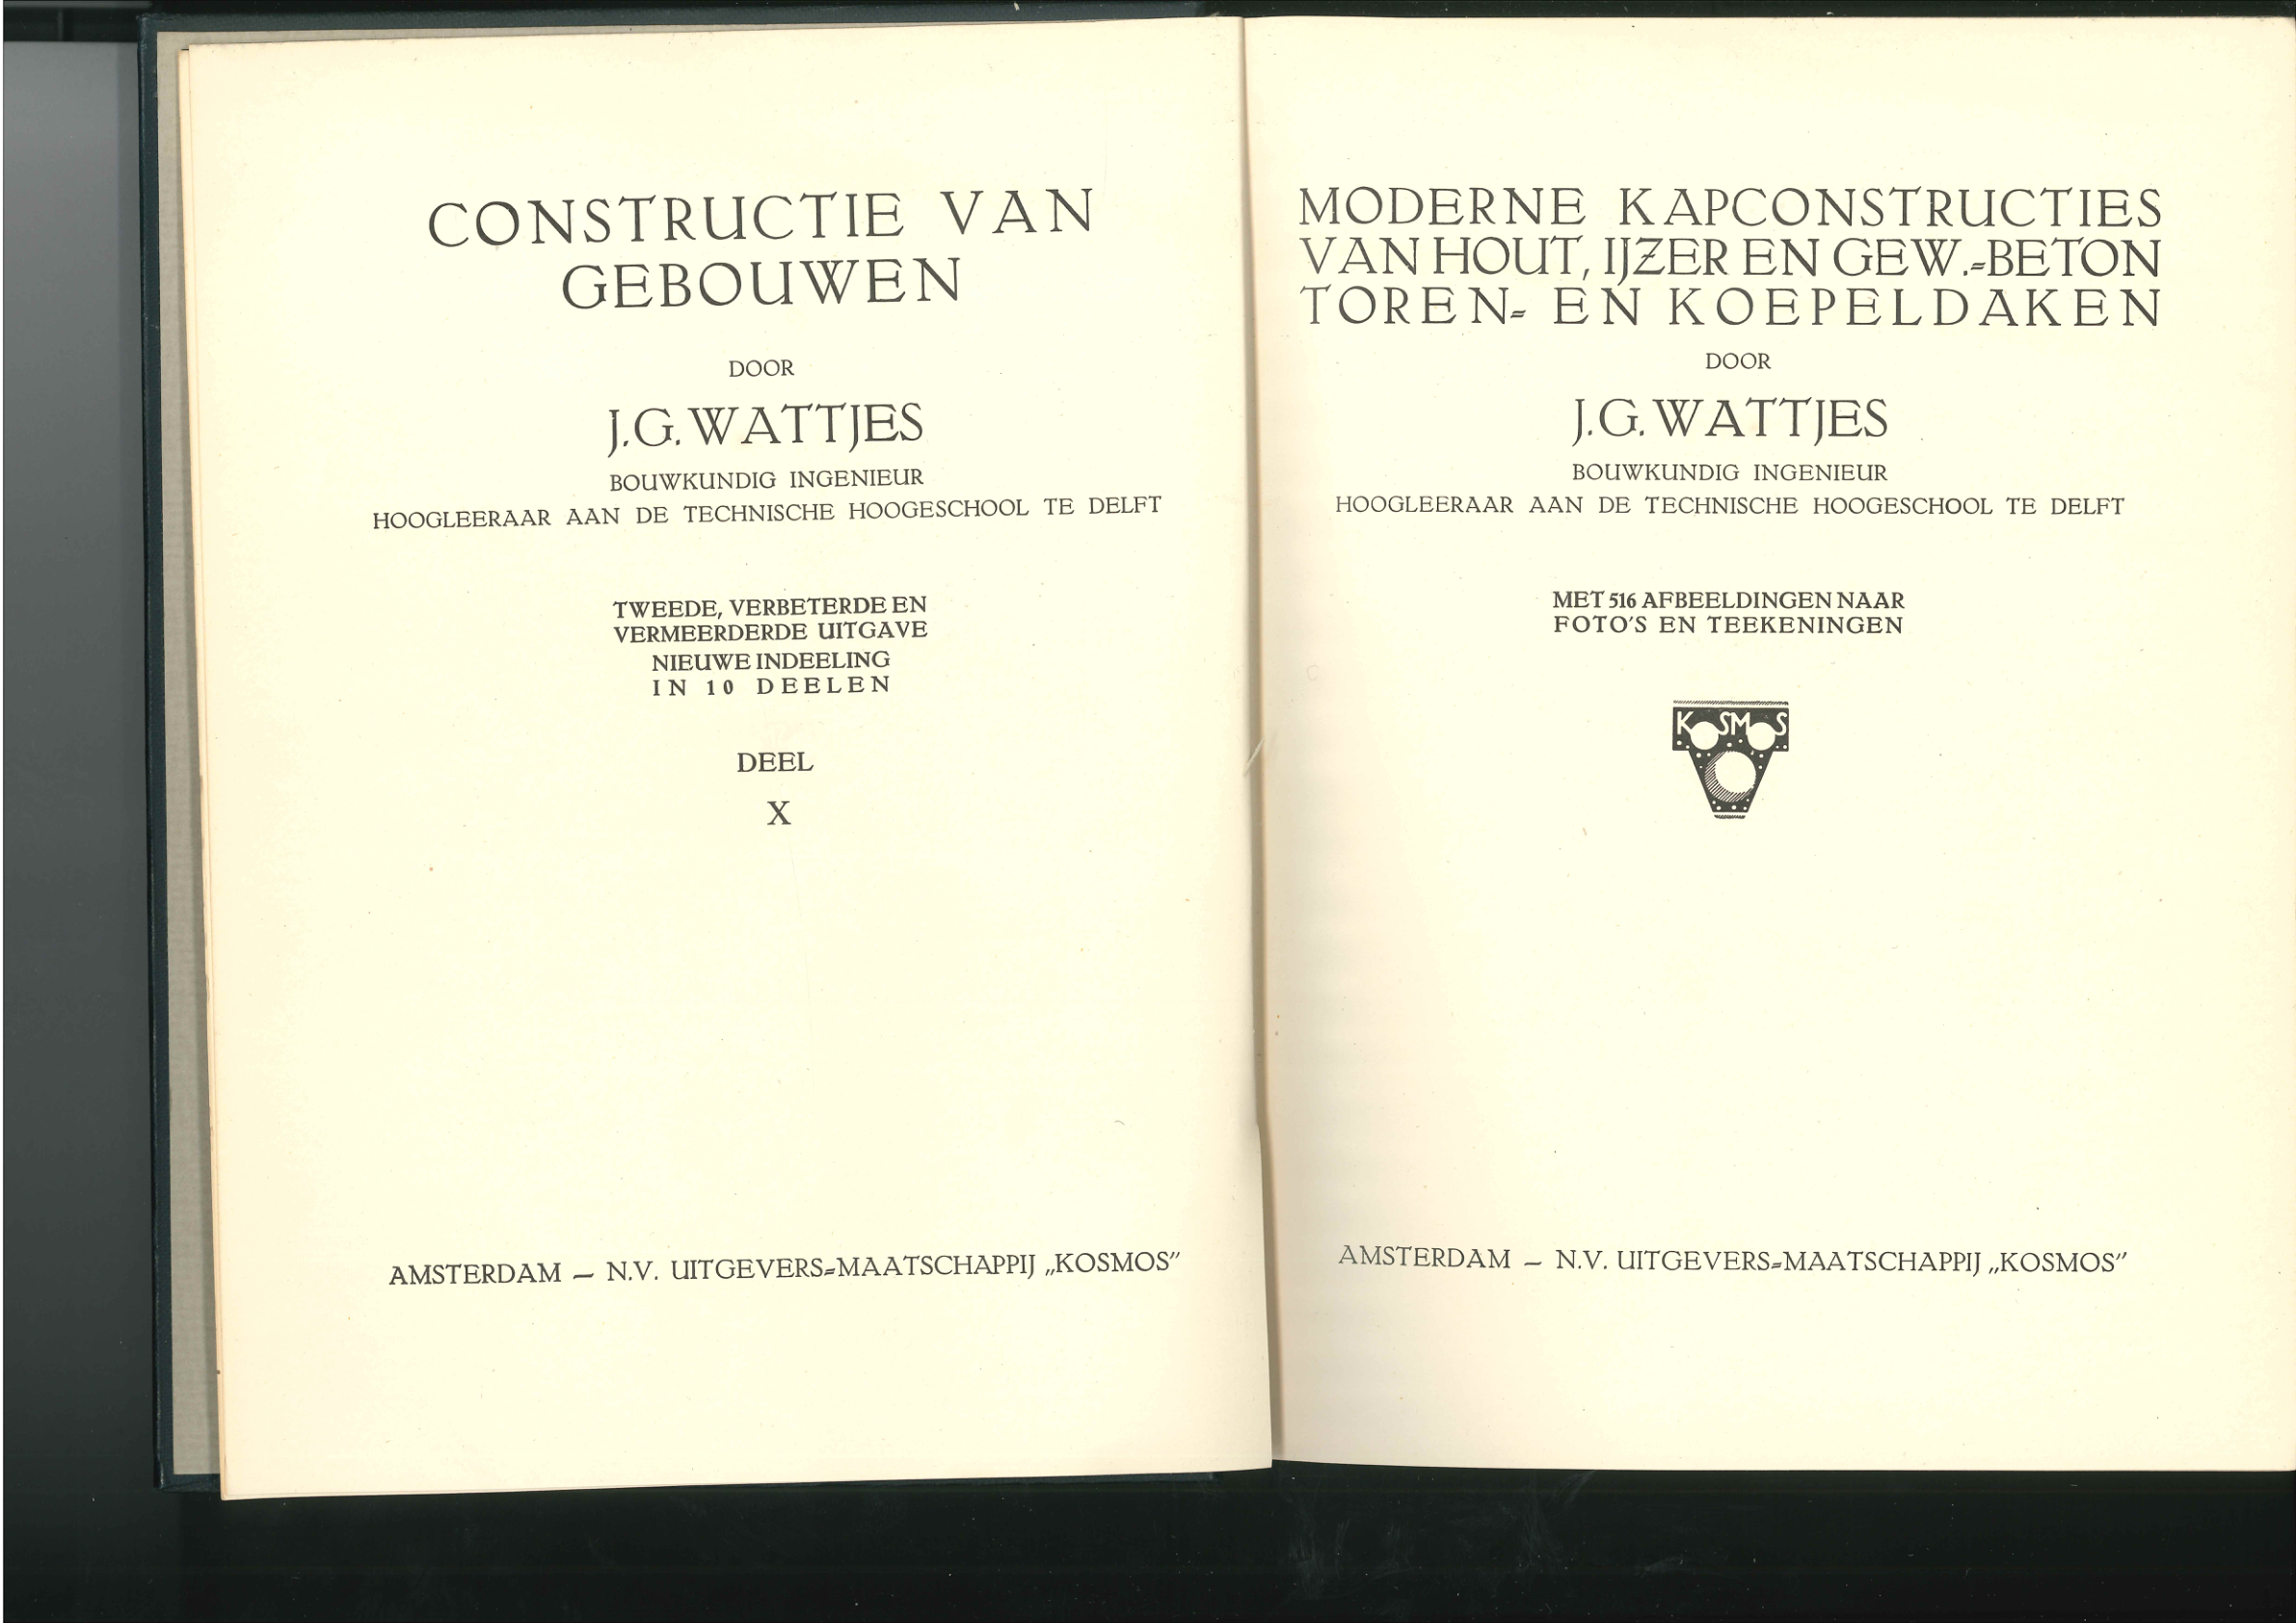 CONSTRUCTIE VAN
GEBOUWEN
DOOR
J.G. WATTJES
BOUWKUNDIG INGENIEUR
HOOGLEERAAR AAN DE TECHNISCHE HOOGESCHOOL TE DELFT
TWEEDE, VERBETERDE EN
VERMEERDERDE UITGAVE
NIEUWE INDEELING
IN 10 DEELEN
DEEL
X
AMSTERDAM — N.V. UITGEVERS-MAATSCHAPPIJ „KOSMOS”
MODERNE KAPCONSTRUCTIES
VAN HOUT, IJZER EN GEW.-BETON
TOREN- EN KOEPELDAKEN
DOOR
J.G. WATTJES
BOUWKUNDIG INGENIEUR
HOOGLEERAAR AAN DE TECHNISCHE HOOGESCHOOL TE DELFT
MET 516 AFBEELDINGEN NAAR
FOTO'S EN TEEKENINGEN
KOSMOS
AMSTERDAM — N.V. UITGEVERS-MAATSCHAPPIJ „KOSMOS”